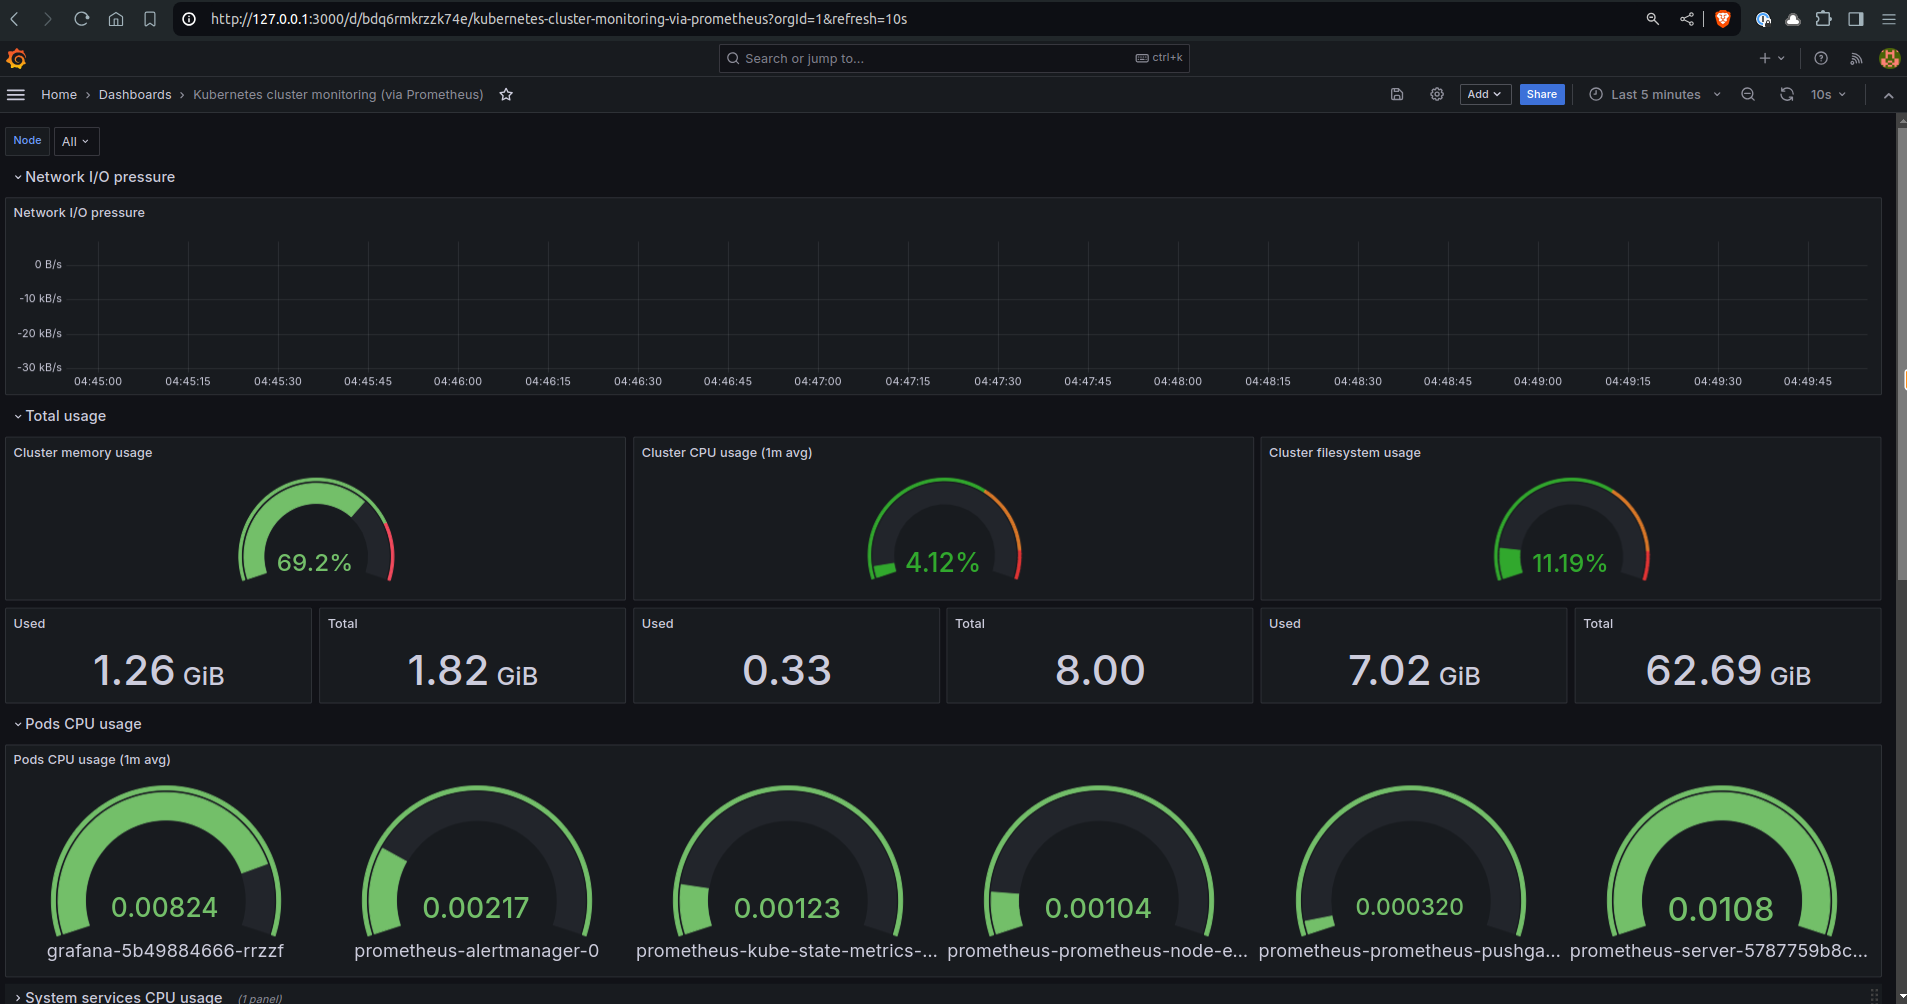 http://127.0.0.1:3000/d/bdq6rmkrzzk74e/kubernetes-cluster-monitoring-via-prometheus?orgId=1&refresh=10s
Search or jump to... ctrl+k
Home › Dashboards › Kubernetes cluster monitoring (via Prometheus) Add Share Last 5 minutes 10s
Node All
Network I/O pressure
Network I/O pressure
0 B/s
-10 kB/s
-20 kB/s
-30 kB/s
04:45:00 04:45:15 04:45:30 04:45:45 04:46:00 04:46:15 04:46:30 04:46:45 04:47:00 04:47:15 04:47:30 04:47:45 04:48:00 04:48:15 04:48:30 04:48:45 04:49:00 04:49:15 04:49:30 04:49:45
Total usage
Cluster memory usage Cluster CPU usage (1m avg) Cluster filesystem usage
69.2% 4.12% 11.19%
Used Total Used Total Used Total
1.26 GiB 1.82 GiB 0.33 8.00 7.02 GiB 62.69 GiB
Pods CPU usage
Pods CPU usage (1m avg)
0.00824 0.00217 0.00123 0.00104 0.000320 0.0108
grafana-5b49884666-rrzzf prometheus-alertmanager-0 prometheus-kube-state-metrics-... prometheus-prometheus-node-e... prometheus-prometheus-pushga... prometheus-server-5787759b8c...
System services CPU usage (1 panel)